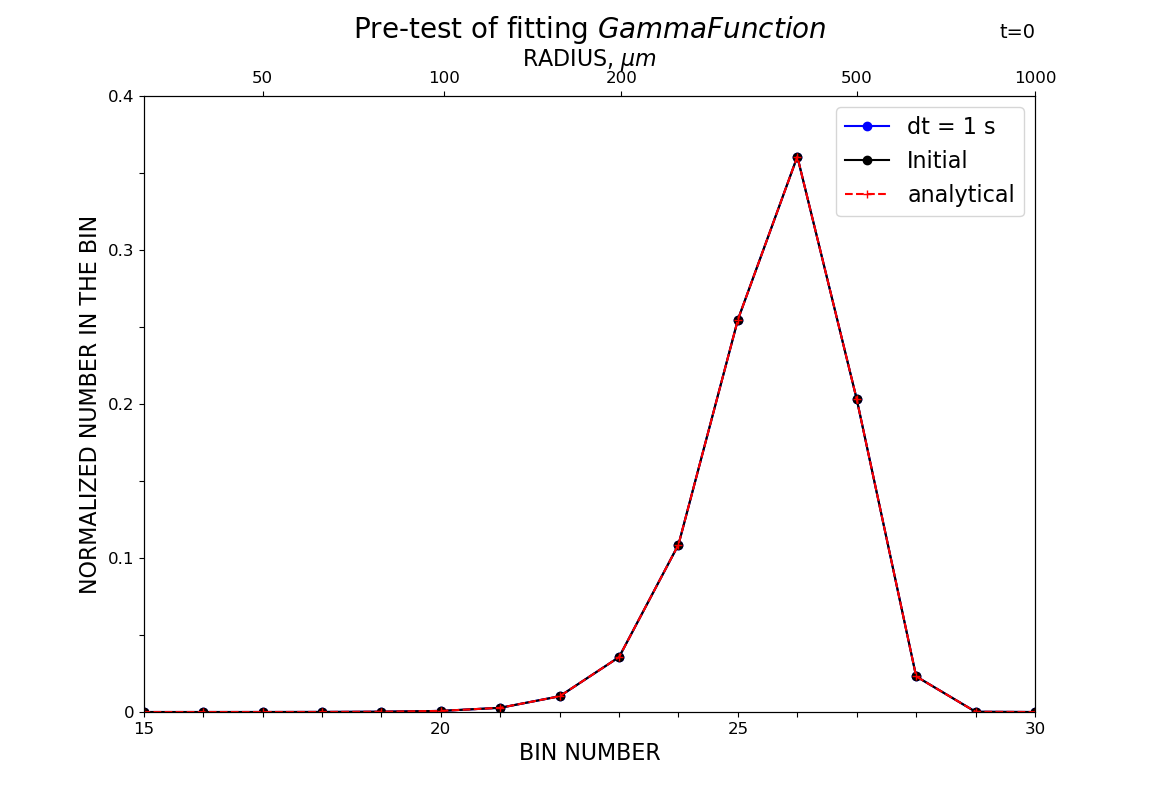 Pre-test of fitting GammaFunction
t=0
RADIUS, μm
50 100 200 500 1000
dt = 1 s
Initial
analytical
NORMALIZED NUMBER IN THE BIN
0.4
0.3
0.2
0.1
0
15 20 25 30
BIN NUMBER